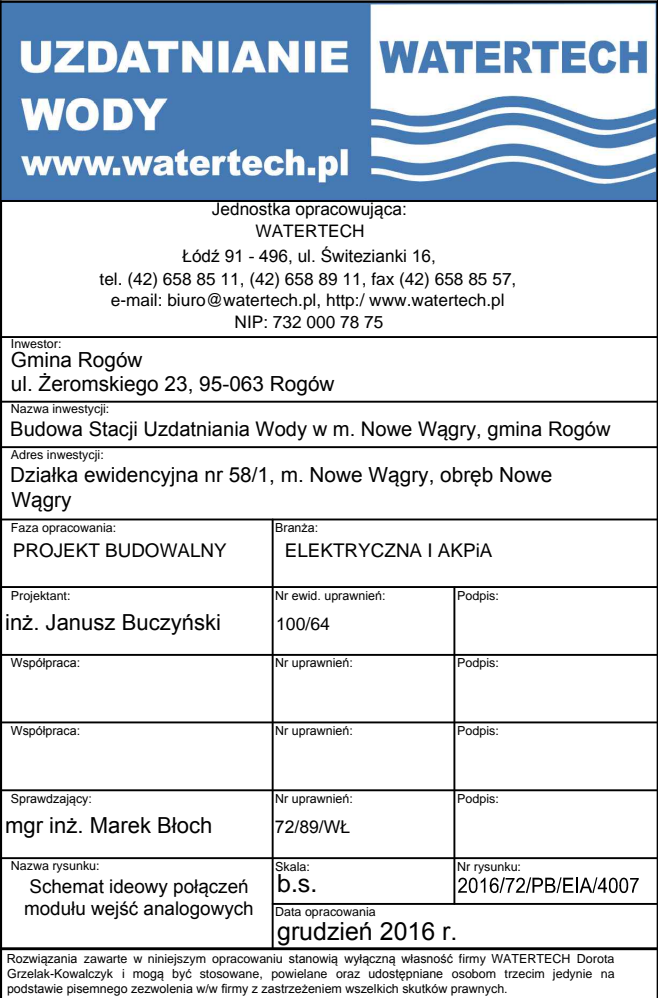 UZDATNIANIE
WODY
www.watertech.pl
WATERTECH
Jednostka opracowująca:
WATERTECH
Łódź 91 - 496, ul. Świtezianki 16,
tel. (42) 658 85 11, (42) 658 89 11, fax (42) 658 85 57,
e-mail: biuro@watertech.pl, http:/ www.watertech.pl
NIP: 732 000 78 75
Inwestor:
Gmina Rogów
ul. Żeromskiego 23, 95-063 Rogów
Nazwa inwestycji:
Budowa Stacji Uzdatniania Wody w m. Nowe Wągry, gmina Rogów
Adres inwestycji:
Działka ewidencyjna nr 58/1, m. Nowe Wągry, obręb Nowe
Wągry
Faza opracowania:
PROJEKT BUDOWALNY
Branża:
ELEKTRYCZNA I AKPiA
Projektant:
inż. Janusz Buczyński
Nr ewid. uprawnień:
100/64
Podpis:
Współpraca:
Nr uprawnień:
Podpis:
Współpraca:
Nr uprawnień:
Podpis:
Sprawdzający:
mgr inż. Marek Błoch
Nr uprawnień:
72/89/WŁ
Podpis:
Nazwa rysunku:
Schemat ideowy połączeń
modułu wejść analogowych
Skala:
b.s.
Nr rysunku:
2016/72/PB/EIA/4007
Data opracowania
grudzień 2016 r.
Rozwiązania zawarte w niniejszym opracowaniu stanowią wyłączną własność firmy WATERTECH Dorota
Grzelak-Kowalczyk i mogą być stosowane, powielane oraz udostępniane osobom trzecim jedynie na
podstawie pisemnego zezwolenia w/w firmy z zastrzeżeniem wszelkich skutków prawnych.